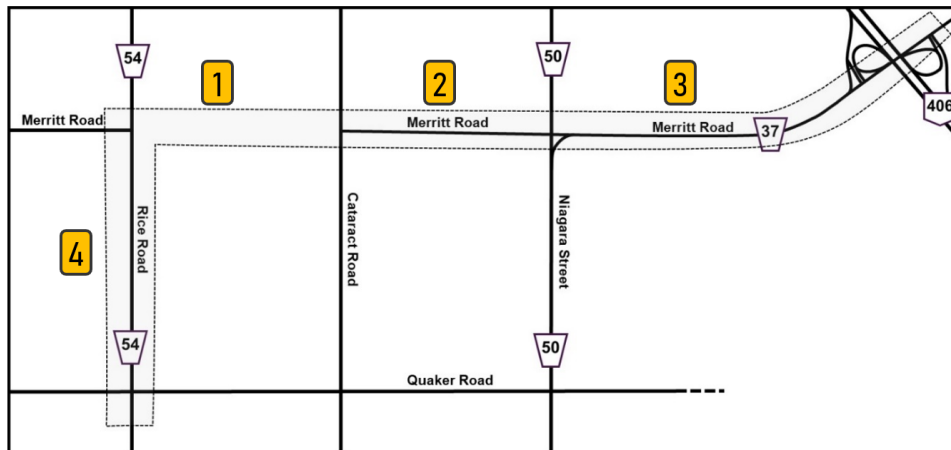 54
1
2
50
3
406
Merritt Road
Merritt Road
Merritt Road
37
4
Rice Road
Cataract Road
Niagara Street
54
50
Quaker Road